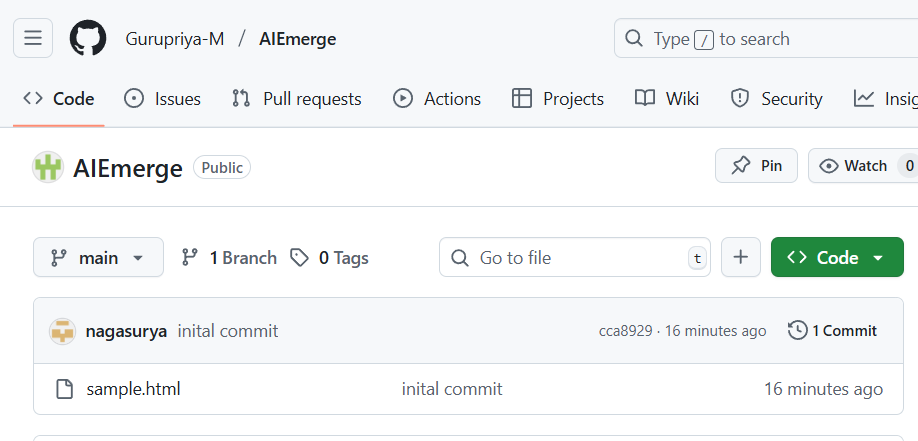 Gurupriya-M / AIEmerge Type / to search
Code Issues Pull requests Actions Projects Wiki Security Insig
AIEmerge Public Pin Watch 0
main 1 Branch 0 Tags Go to file t + Code
nagasurya inital commit cca8929 · 16 minutes ago 1 Commit
sample.html inital commit 16 minutes ago